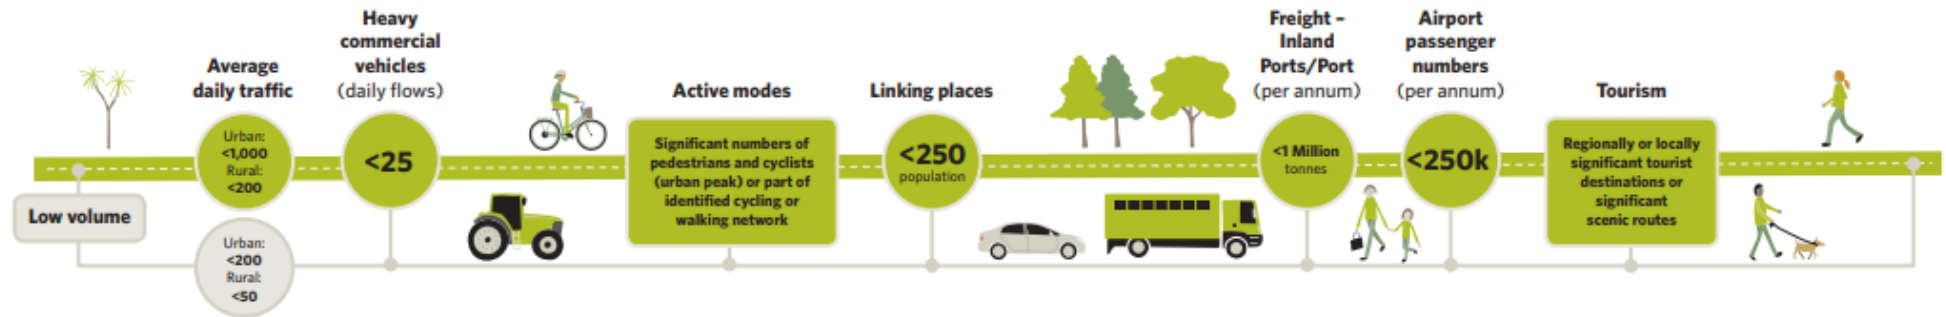 Low volume
Average
daily traffic
Urban:
<1,000
Rural:
<200
Urban:
<200
Rural:
<50
Heavy
commercial
vehicles
(daily flows)
<25
Active modes
Significant numbers of
pedestrians and cyclists
(urban peak) or part of
identified cycling or
walking network
Linking places
<250
population
Freight –
Inland
Ports/Port
(per annum)
<1 Million
tonnes
Airport
passenger
numbers
(per annum)
<250k
Tourism
Regionally or locally
significant tourist
destinations or
significant
scenic routes